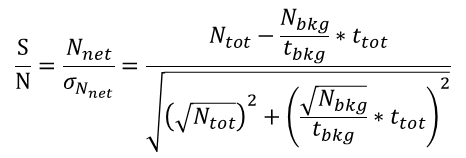 S/N = N_net/σ_{N_net} = (N_tot − N_bkg/t_bkg * t_tot)/√((√N_tot)² + (√N_bkg/t_bkg * t_tot)²)